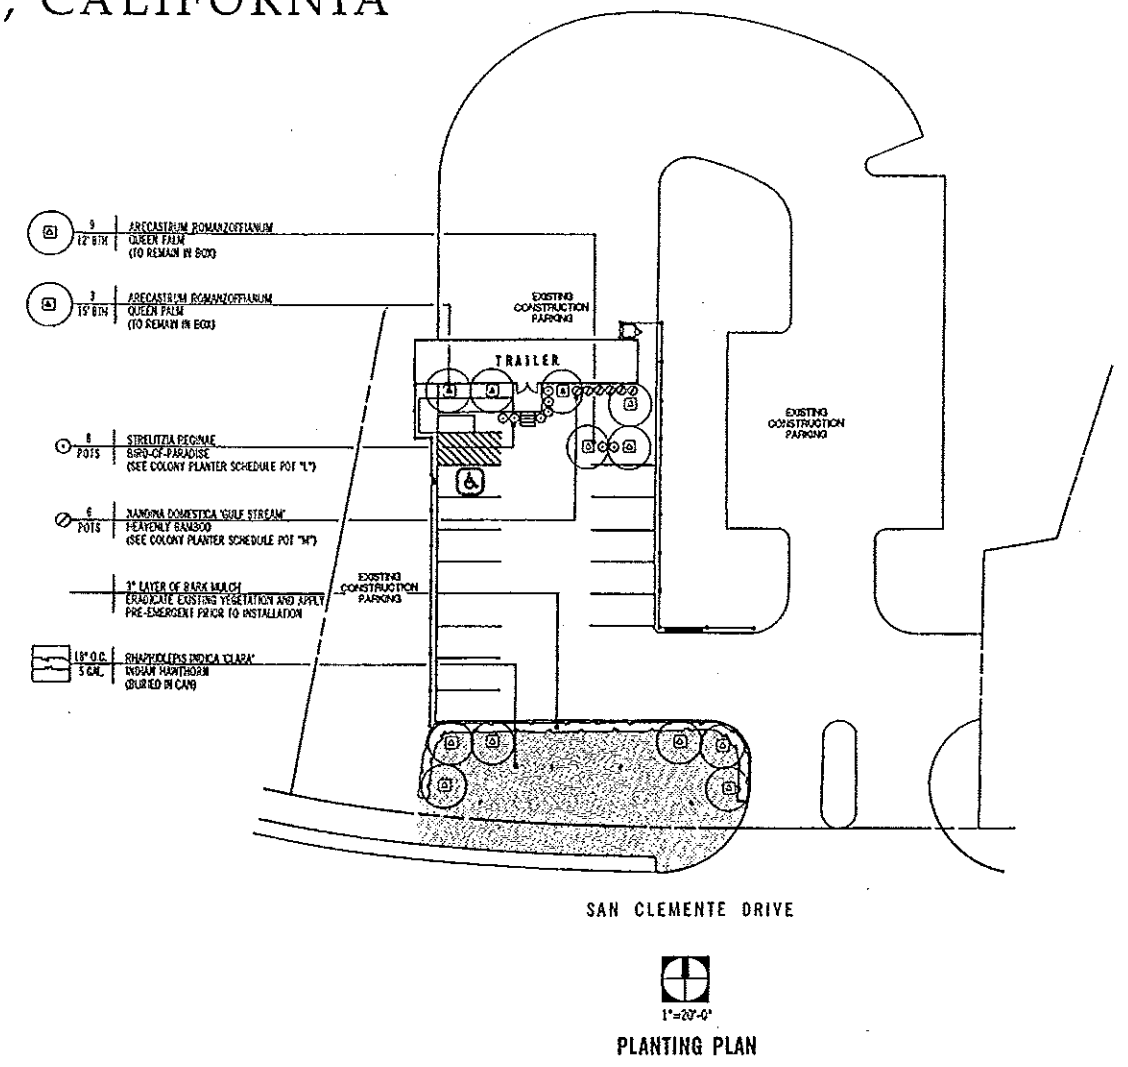 , CALIFORNIA
9
12' BTH
ARECASTRUM ROMANZOFFIANUM
QUEEN PALM
(TO REMAIN IN BOX)
3
15' BTH
ARECASTRUM ROMANZOFFIANUM
QUEEN PALM
(TO REMAIN IN BOX)
EXISTING
CONSTRUCTION
PARKING
TRAILER
EXISTING
CONSTRUCTION
PARKING
8
POTS
STRELITZIA REGINAE
BIRD-OF-PARADISE
(SEE COLONY PLANTER SCHEDULE POT "L")
6
POTS
NANDINA DOMESTICA 'GULF STREAM'
HEAVENLY BAMBOO
(SEE COLONY PLANTER SCHEDULE POT "M")
EXISTING
CONSTRUCTION
PARKING
3" LAYER OF BARK MULCH
ERADICATE EXISTING VEGETATION AND APPLY
PRE-EMERGENT PRIOR TO INSTALLATION
18" O.C.
5 GAL.
RHAPHIOLEPIS INDICA 'CLARA'
INDIAN HAWTHORN
(BURIED IN CAN)
SAN CLEMENTE DRIVE
1"=20'-0"
PLANTING PLAN